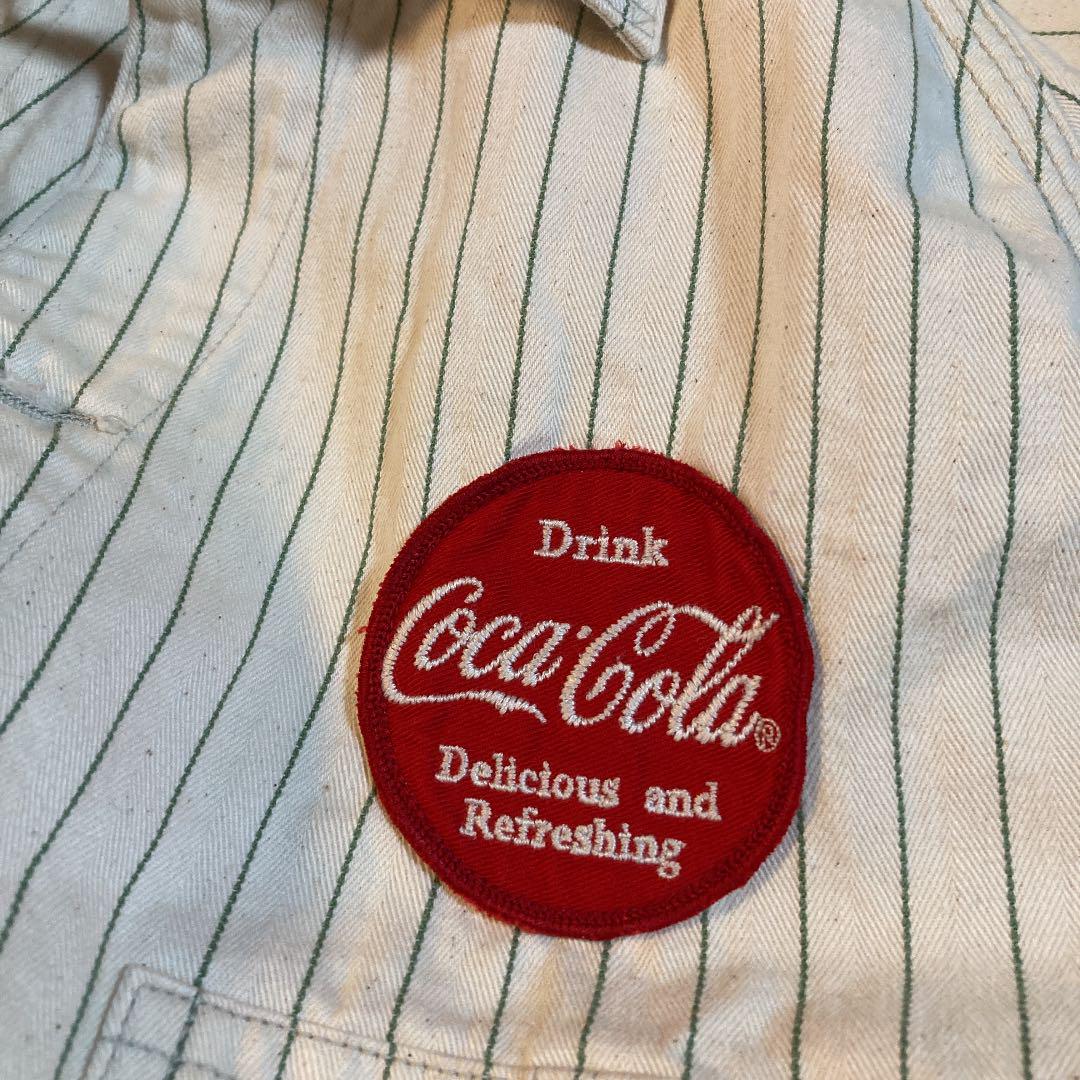 Drink
Coca-Cola®
Delicious and
Refreshing